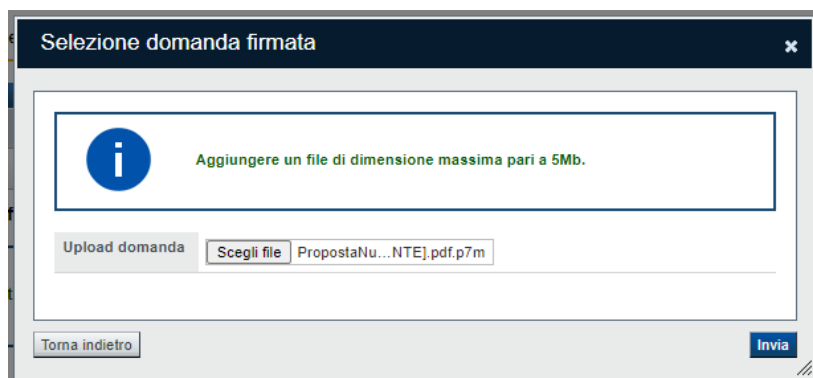 Selezione domanda firmata
Aggiungere un file di dimensione massima pari a 5Mb.
Upload domanda
Scegli file PropostaNu...NTE].pdf.p7m
Torna indietro
Invia